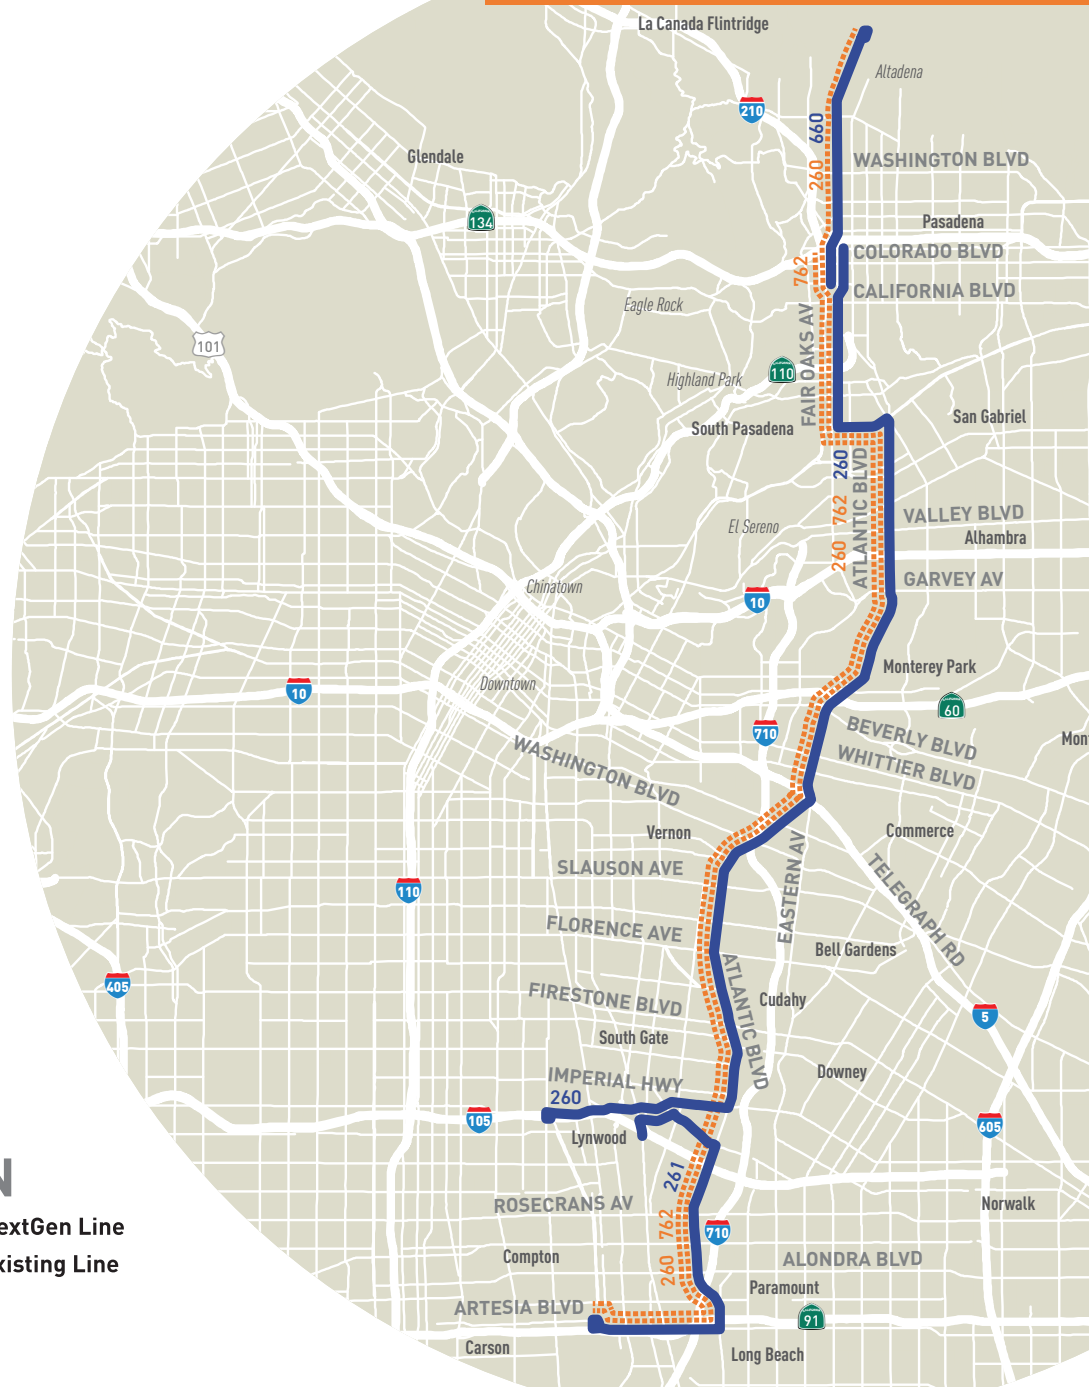 La Canada Flintridge
Altadena
210
660
260
WASHINGTON BLVD
Glendale
134
Pasadena
COLORADO BLVD
762
CALIFORNIA BLVD
Eagle Rock
FAIR OAKS AV
101
110
Highland Park
South Pasadena
San Gabriel
260
ATLANTIC BLVD
762
260
VALLEY BLVD
El Sereno
Alhambra
GARVEY AV
Chinatown
10
Monterey Park
10
Downtown
60
710
BEVERLY BLVD
Mon
WHITTIER BLVD
WASHINGTON BLVD
Vernon
Commerce
SLAUSON AVE
EASTERN AV
TELEGRAPH RD
110
FLORENCE AVE
Bell Gardens
405
FIRESTONE BLVD
ATLANTIC BLVD
Cudahy
5
South Gate
Downey
IMPERIAL HWY
260
105
605
Lynwood
261
N
ROSECRANS AV
Norwalk
extGen Line
762
710
xisting Line
Compton
260
ALONDRA BLVD
Paramount
ARTESIA BLVD
91
Carson
Long Beach